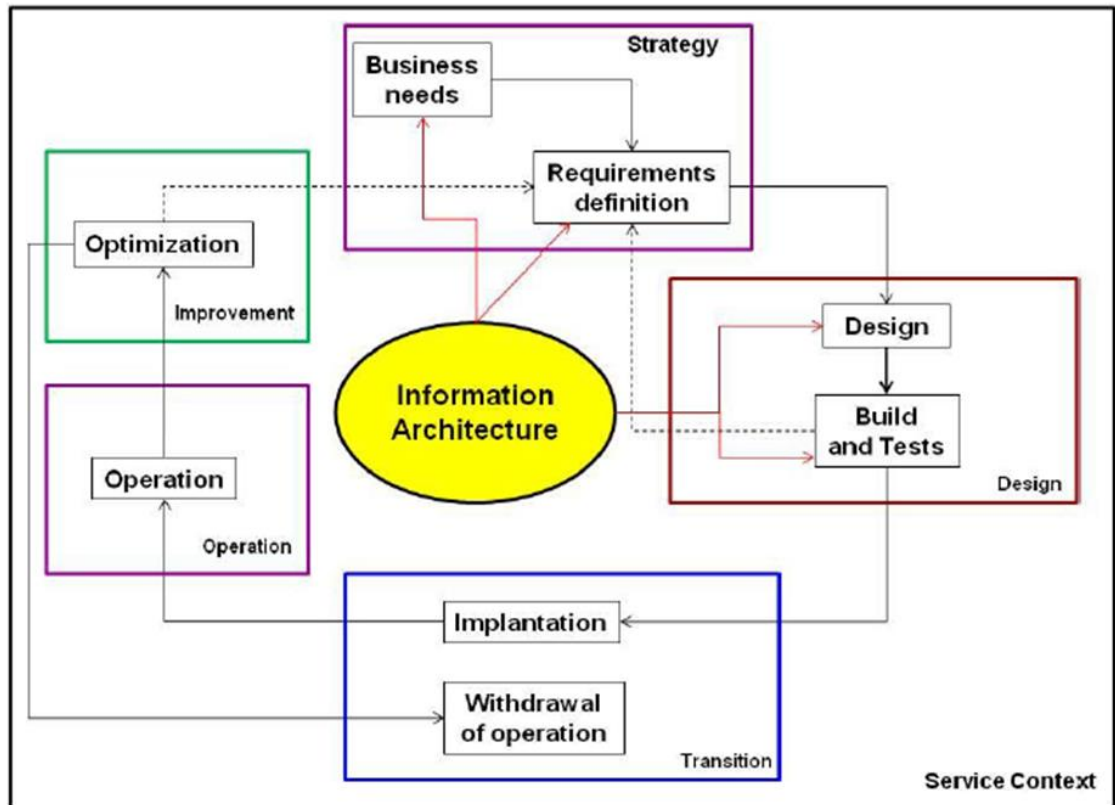 Strategy
Business
needs
Requirements
definition
Optimization
Improvement
Design
Information
Architecture
Build
and Tests
Operation
Design
Operation
Implantation
Withdrawal
of operation
Transition
Service Context